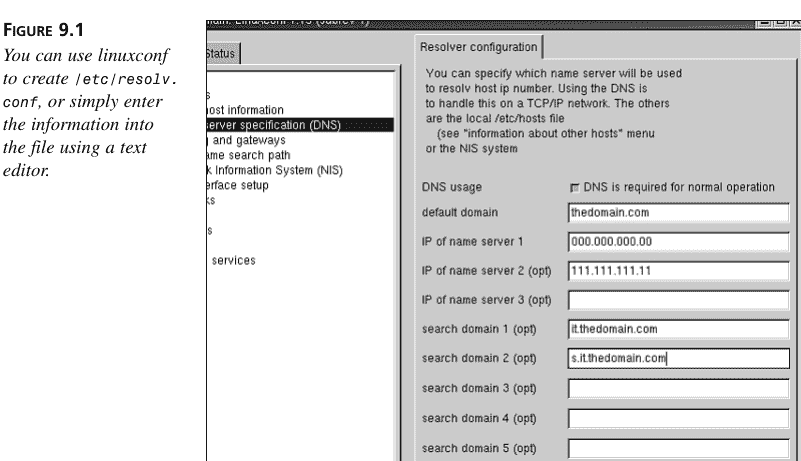 FIGURE 9.1
You can use linuxconf
to create /etc/resolv.
conf, or simply enter
the information into
the file using a text
editor.
Status
ost information
server specification (DNS)
and gateways
ame search path
k Information System (NIS)
erface setup
ks
s
services
Resolver configuration
You can specify which name server will be used
to resolv host ip number. Using the DNS is
to handle this on a TCP/IP network. The others
are the local /etc/hosts file
(see "information about other hosts" menu
or the NIS system
DNS usage DNS is required for normal operation
default domain thedomain.com
IP of name server 1 000.000.000.00
IP of name server 2 (opt) 111.111.111.11
IP of name server 3 (opt)
search domain 1 (opt) it.thedomain.com
search domain 2 (opt) s.it.thedomain.com
search domain 3 (opt)
search domain 4 (opt)
search domain 5 (opt)